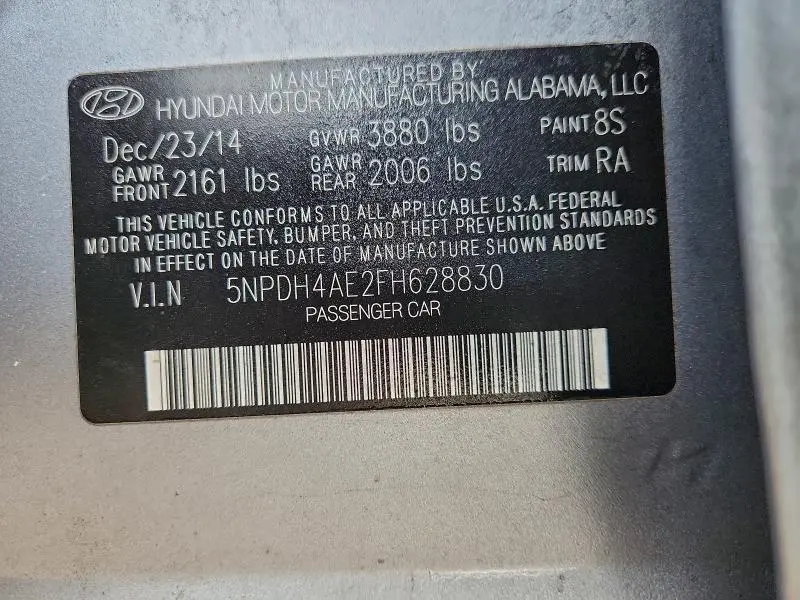 MANUFACTURED BY
HYUNDAI MOTOR MANUFACTURING ALABAMA, LLC
Dec/23/14 GVWR 3880 lbs PAINT 8S
GAWR FRONT 2161 lbs GAWR REAR 2006 lbs TRIM RA
THIS VEHICLE CONFORMS TO ALL APPLICABLE U.S.A. FEDERAL
MOTOR VEHICLE SAFETY, BUMPER, AND THEFT PREVENTION STANDARDS
IN EFFECT ON THE DATE OF MANUFACTURE SHOWN ABOVE
V.I.N 5NPDH4AE2FH628830
PASSENGER CAR